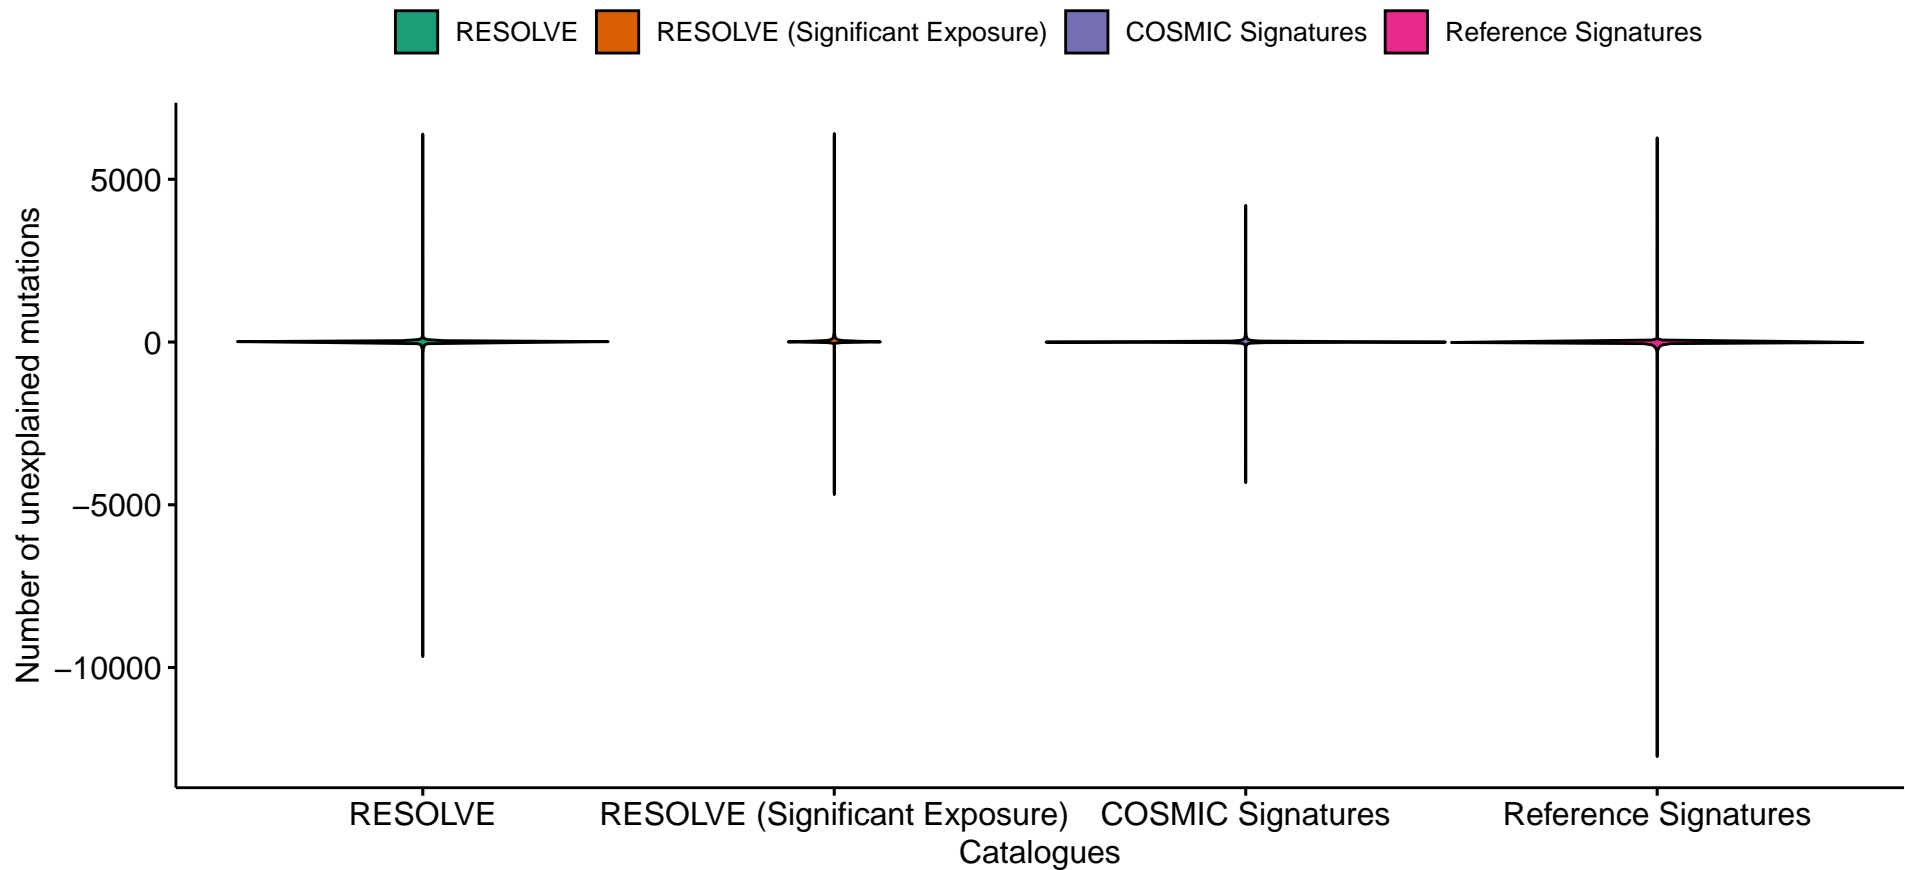 RESOLVE RESOLVE (Significant Exposure) COSMIC Signatures Reference Signatures
Number of unexplained mutations
5000
0
−5000
−10000
RESOLVE RESOLVE (Significant Exposure) COSMIC Signatures Reference Signatures
Catalogues